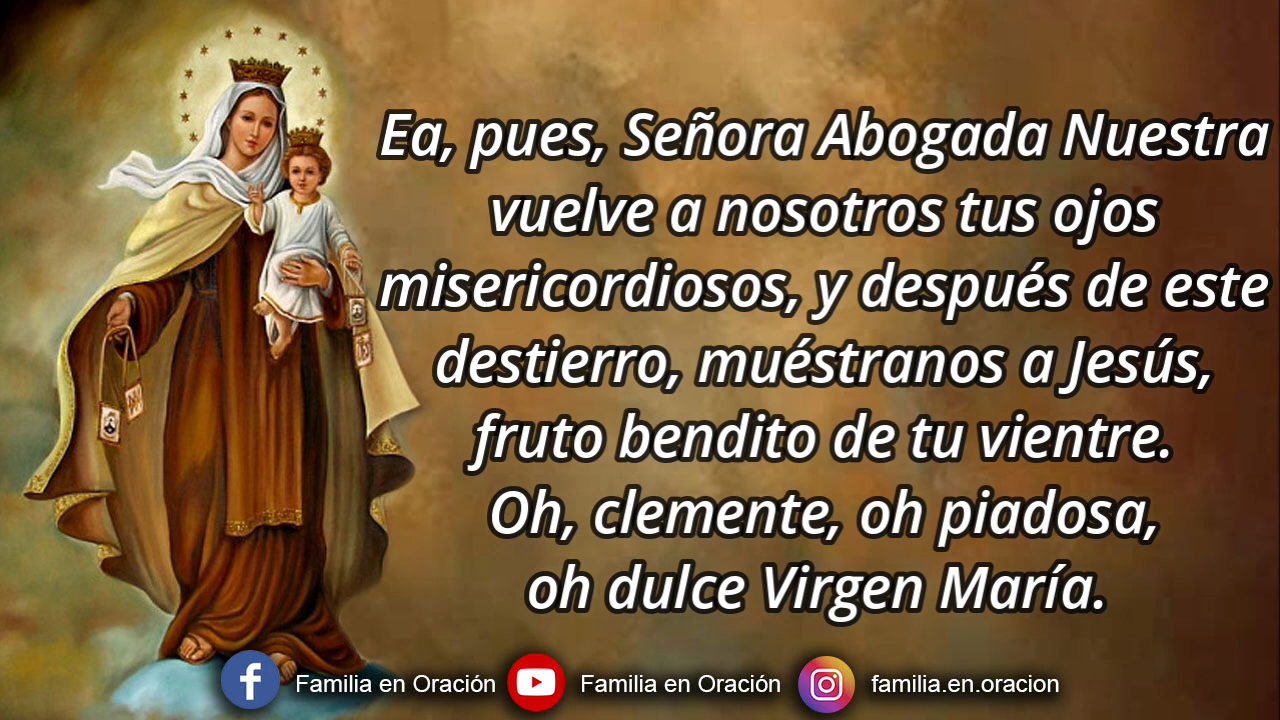 Ea, pues, Señora Abogada Nuestra
vuelve a nosotros tus ojos
misericordiosos, y después de este
destierro, muéstranos a Jesús,
fruto bendito de tu vientre.
Oh, clemente, oh piadosa,
oh dulce Virgen María.
Familia en Oración Familia en Oración familia.en.oracion